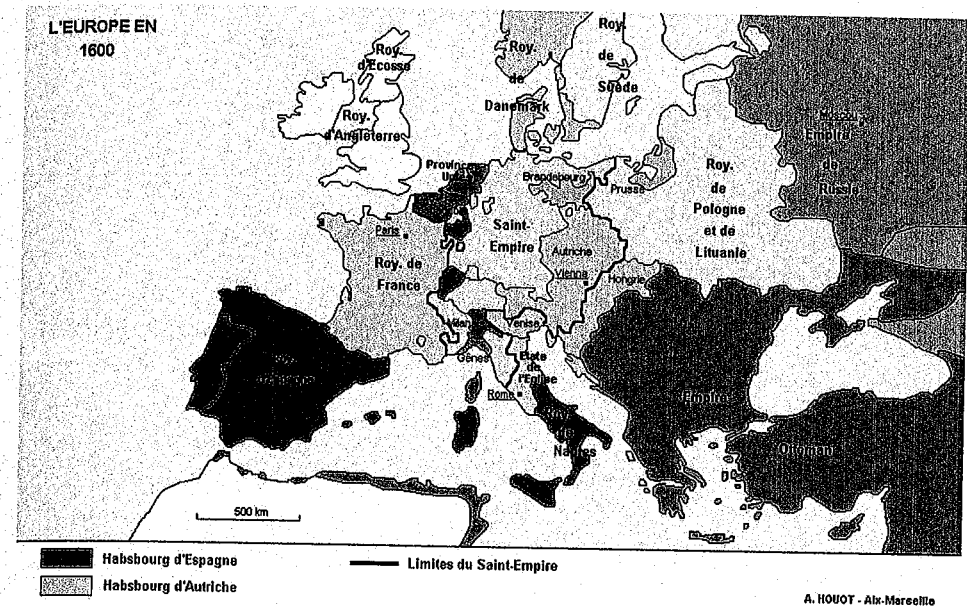 L'EUROPE EN
1600
Roy.
d'Ecosse
Roy.
d'Angleterre
Roy.
de
Danemark
Roy.
de
Suède
Moscou
Empire
de
Russie
Provinces
Unies
Brandebourg
Prusse
Roy.
de
Pologne
et de
Lituanie
Paris
Roy. de
France
Saint-
Empire
Autriche
Vienne
Hongrie
Milan
Venise
Gênes
Etats
de
l'Eglise
Rome
de
Naples
Empire
Ottoman
500 km
Habsbourg d'Espagne
Habsbourg d'Autriche
Limites du Saint-Empire
A. HOUOT - Aix-Marseille